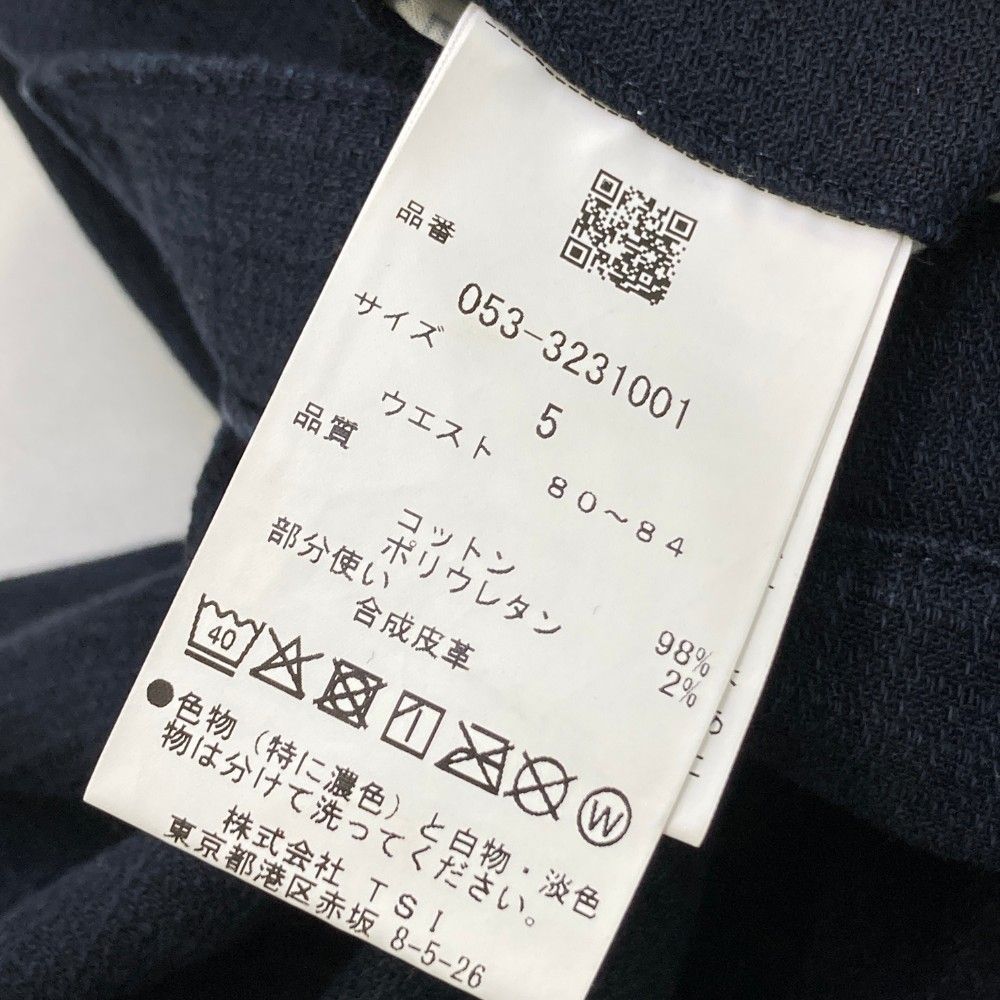 品番
053-3231001
サイズ 5
ウエスト 80～84
品質
コットン 98%
ポリウレタン 2%
部分使い
合成皮革
40
W
●色物（特に濃色）と白物・淡色
物は分けて洗ってください。
株式会社 TSI
東京都港区赤坂 8-5-26